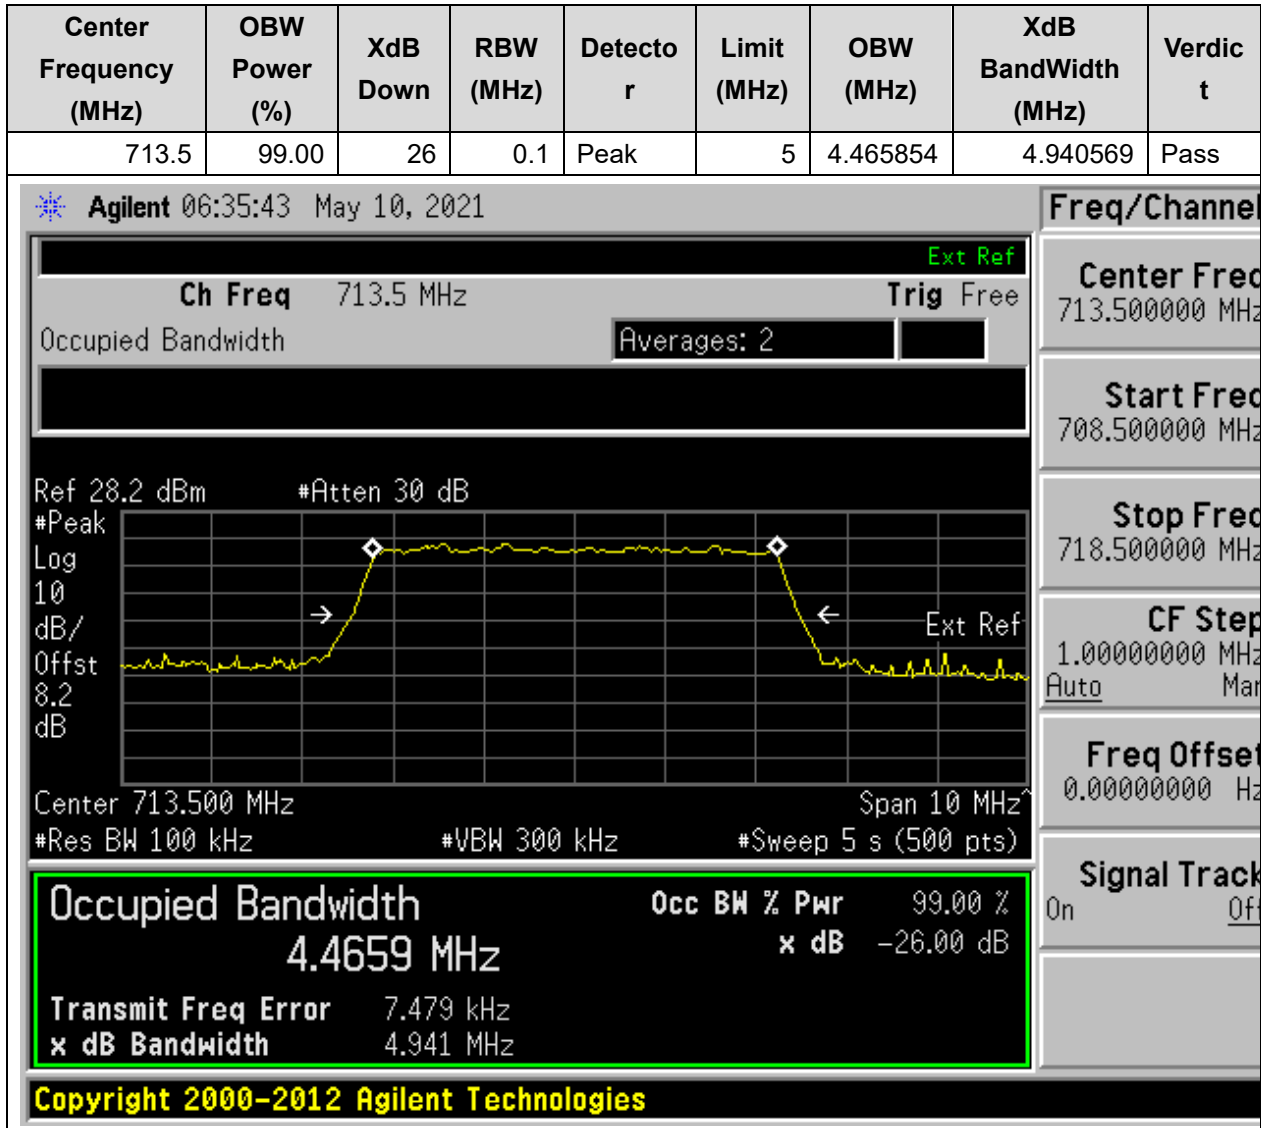 Center Frequency (MHz) OBW Power (%) XdB Down RBW (MHz) Detector Limit (MHz) OBW (MHz) XdB BandWidth (MHz) Verdict
713.5 99.00 26 0.1 Peak 5 4.465854 4.940569 Pass
Agilent 06:35:43 May 10, 2021
Freq/Channel
Ext Ref
Ch Freq 713.5 MHz Trig Free
Occupied Bandwidth Averages: 2
Center Freq
713.500000 MHz
Start Freq
708.500000 MHz
Stop Freq
718.500000 MHz
CF Step
1.00000000 MHz
Auto Man
Freq Offset
0.00000000 Hz
Signal Track
On Off
Ref 28.2 dBm #Atten 30 dB
#Peak
Log
10
dB/
Offst
8.2
dB
Ext Ref
Center 713.500 MHz Span 10 MHz^
#Res BW 100 kHz #VBW 300 kHz #Sweep 5 s (500 pts)
Occupied Bandwidth
4.4659 MHz
Occ BW % Pwr 99.00 %
x dB -26.00 dB
Transmit Freq Error 7.479 kHz
x dB Bandwidth 4.941 MHz
Copyright 2000-2012 Agilent Technologies